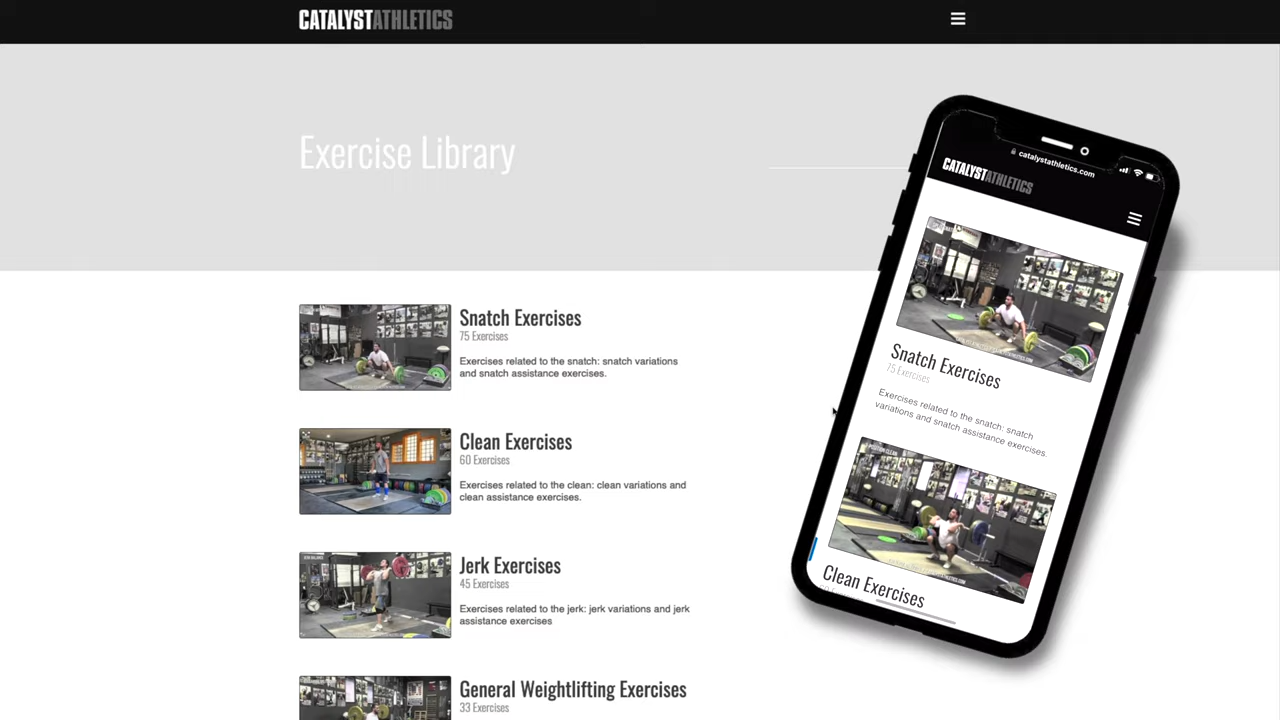 CATALYSTATHLETICS
Exercise Library
Snatch Exercises
75 Exercises
Exercises related to the snatch: snatch variations
and snatch assistance exercises.
Clean Exercises
60 Exercises
Exercises related to the clean: clean variations and
clean assistance exercises.
Jerk Exercises
45 Exercises
Exercises related to the jerk: jerk variations and jerk
assistance exercises
General Weightlifting Exercises
33 Exercises
catalystathletics.com
CATALYSTATHLETICS
Snatch Exercises
75 Exercises
Exercises related to the snatch: snatch
variations and snatch assistance exercises.
Clean Exercises